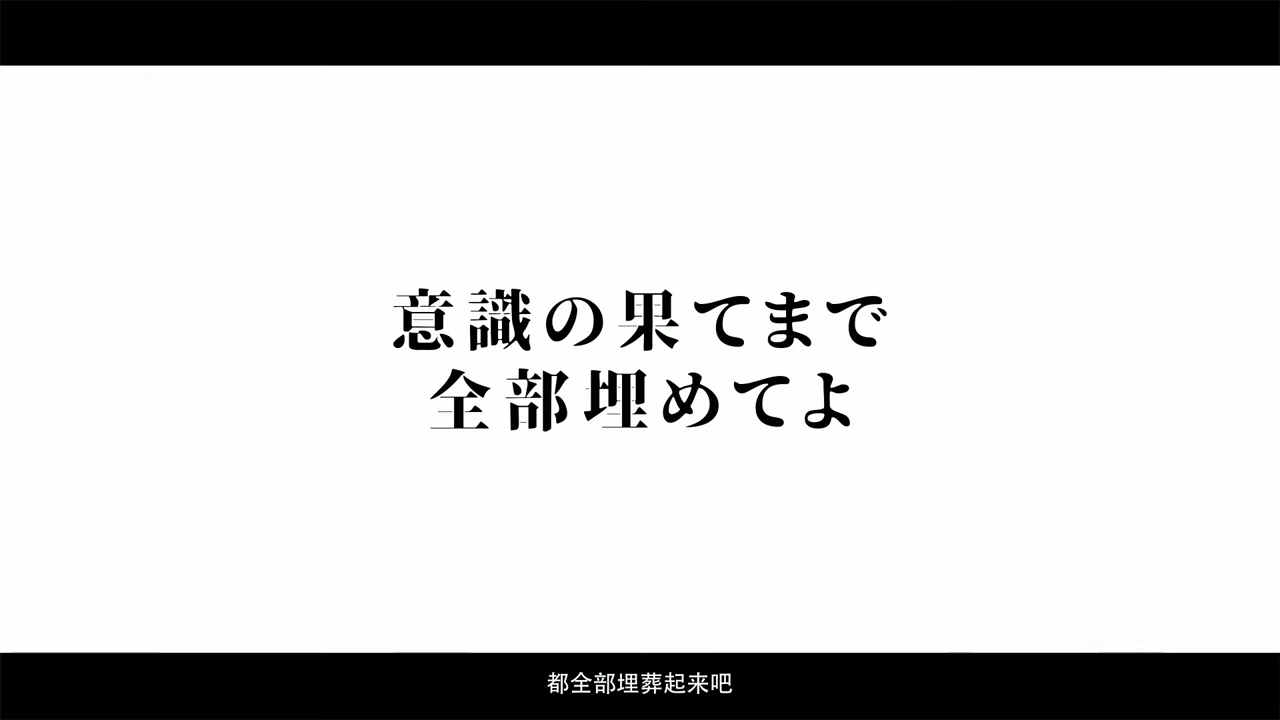 意識の果てまで
全部埋めてよ
都全部埋葬起来吧